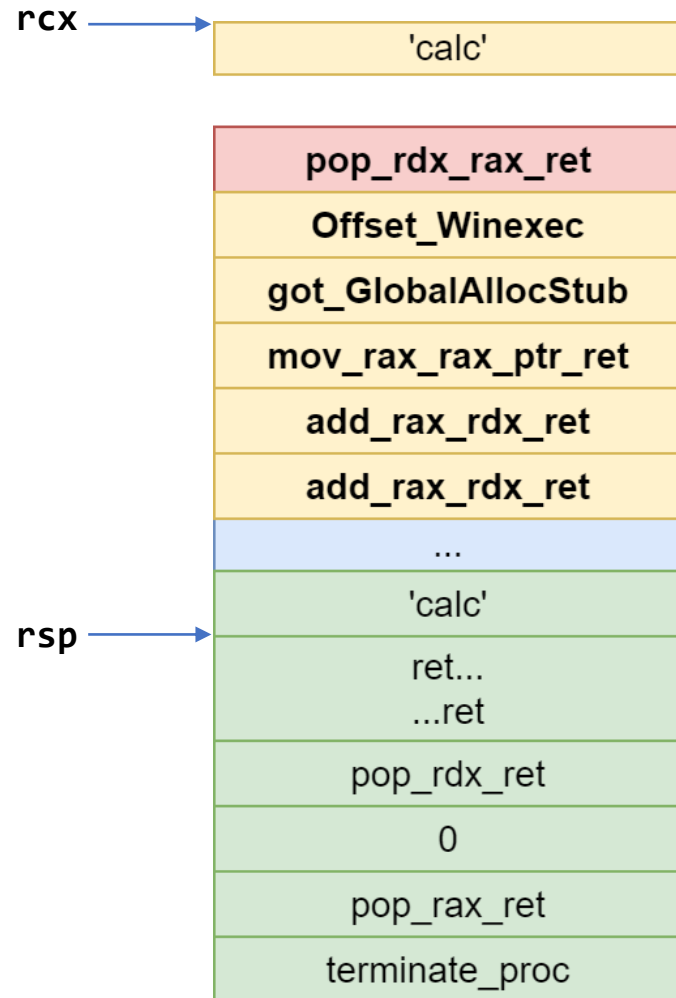 rcx
'calc'
pop_rdx_rax_ret
Offset_Winexec
got_GlobalAllocStub
mov_rax_rax_ptr_ret
add_rax_rdx_ret
add_rax_rdx_ret
...
'calc'
rsp
ret...
...ret
pop_rdx_ret
0
pop_rax_ret
terminate_proc